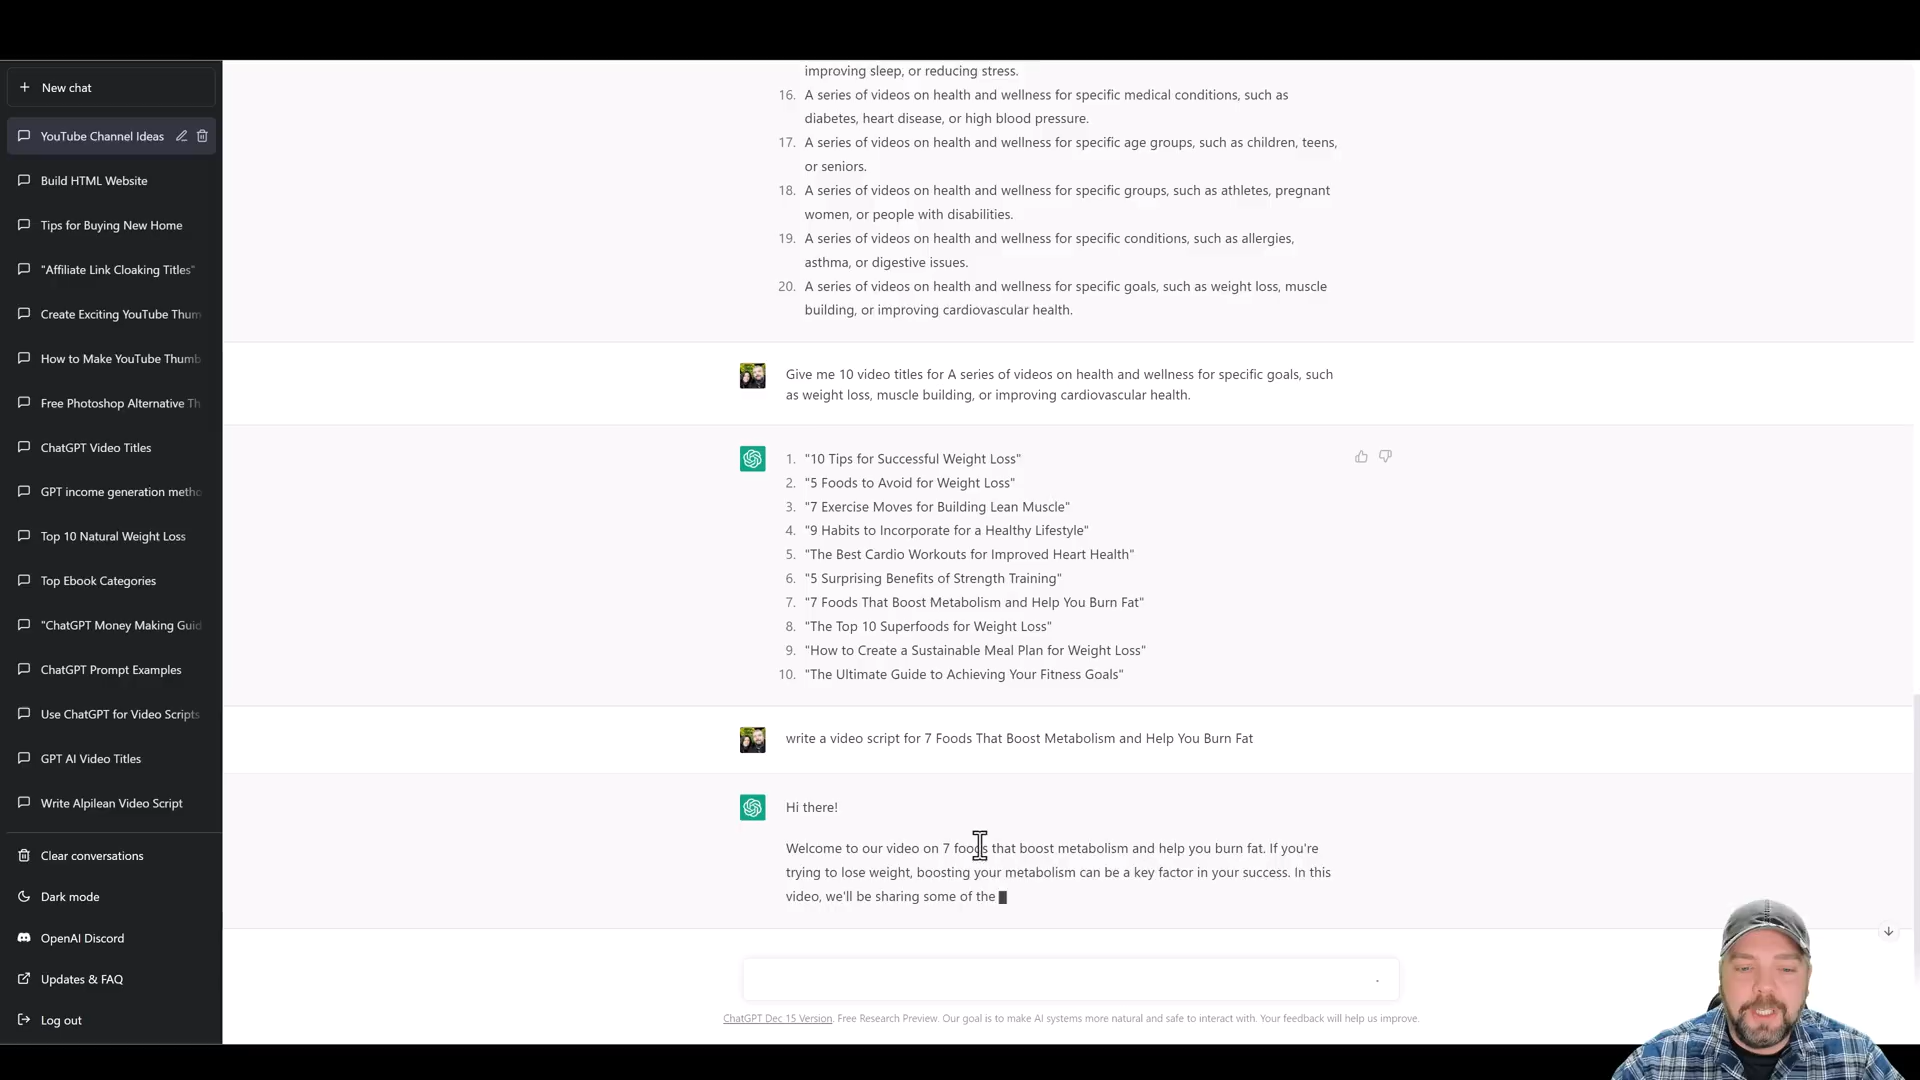 New chat
YouTube Channel Ideas
Build HTML Website
Tips for Buying New Home
"Affiliate Link Cloaking Titles"
Create Exciting YouTube Thum
How to Make YouTube Thumb
Free Photoshop Alternative Th
ChatGPT Video Titles
GPT income generation metho
Top 10 Natural Weight Loss
Top Ebook Categories
"ChatGPT Money Making Guid
ChatGPT Prompt Examples
Use ChatGPT for Video Scripts
GPT AI Video Titles
Write Alpilean Video Script
Clear conversations
Dark mode
OpenAI Discord
Updates & FAQ
Log out
improving sleep, or reducing stress.
16. A series of videos on health and wellness for specific medical conditions, such as
diabetes, heart disease, or high blood pressure.
17. A series of videos on health and wellness for specific age groups, such as children, teens,
or seniors.
18. A series of videos on health and wellness for specific groups, such as athletes, pregnant
women, or people with disabilities.
19. A series of videos on health and wellness for specific conditions, such as allergies,
asthma, or digestive issues.
20. A series of videos on health and wellness for specific goals, such as weight loss, muscle
building, or improving cardiovascular health.
Give me 10 video titles for A series of videos on health and wellness for specific goals, such
as weight loss, muscle building, or improving cardiovascular health.
1. "10 Tips for Successful Weight Loss"
2. "5 Foods to Avoid for Weight Loss"
3. "7 Exercise Moves for Building Lean Muscle"
4. "9 Habits to Incorporate for a Healthy Lifestyle"
5. "The Best Cardio Workouts for Improved Heart Health"
6. "5 Surprising Benefits of Strength Training"
7. "7 Foods That Boost Metabolism and Help You Burn Fat"
8. "The Top 10 Superfoods for Weight Loss"
9. "How to Create a Sustainable Meal Plan for Weight Loss"
10. "The Ultimate Guide to Achieving Your Fitness Goals"
write a video script for 7 Foods That Boost Metabolism and Help You Burn Fat
Hi there!
Welcome to our video on 7 foods that boost metabolism and help you burn fat. If you're
trying to lose weight, boosting your metabolism can be a key factor in your success. In this
video, we'll be sharing some of the
ChatGPT Dec 15 Version. Free Research Preview. Our goal is to make AI systems more natural and safe to interact with. Your feedback will help us improve.